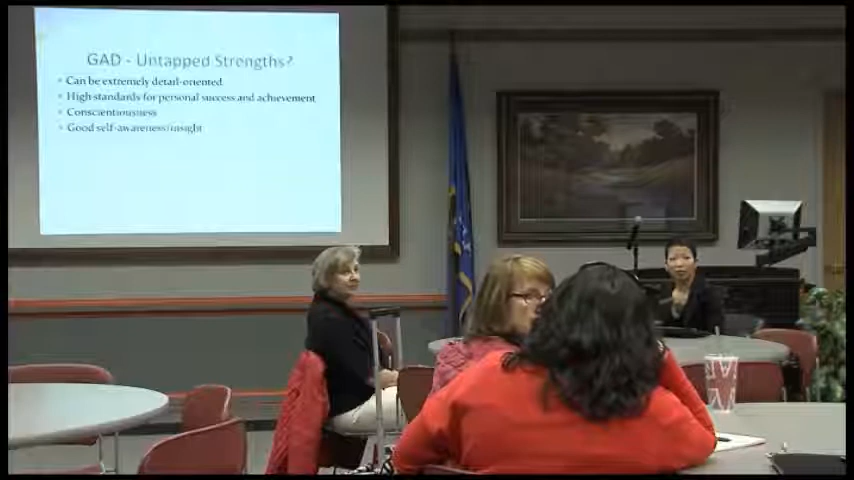 GAD - Untapped Strengths?
Can be extremely detail-oriented
High standards for personal success and achievement
Conscientiousness
Good self-awareness/insight